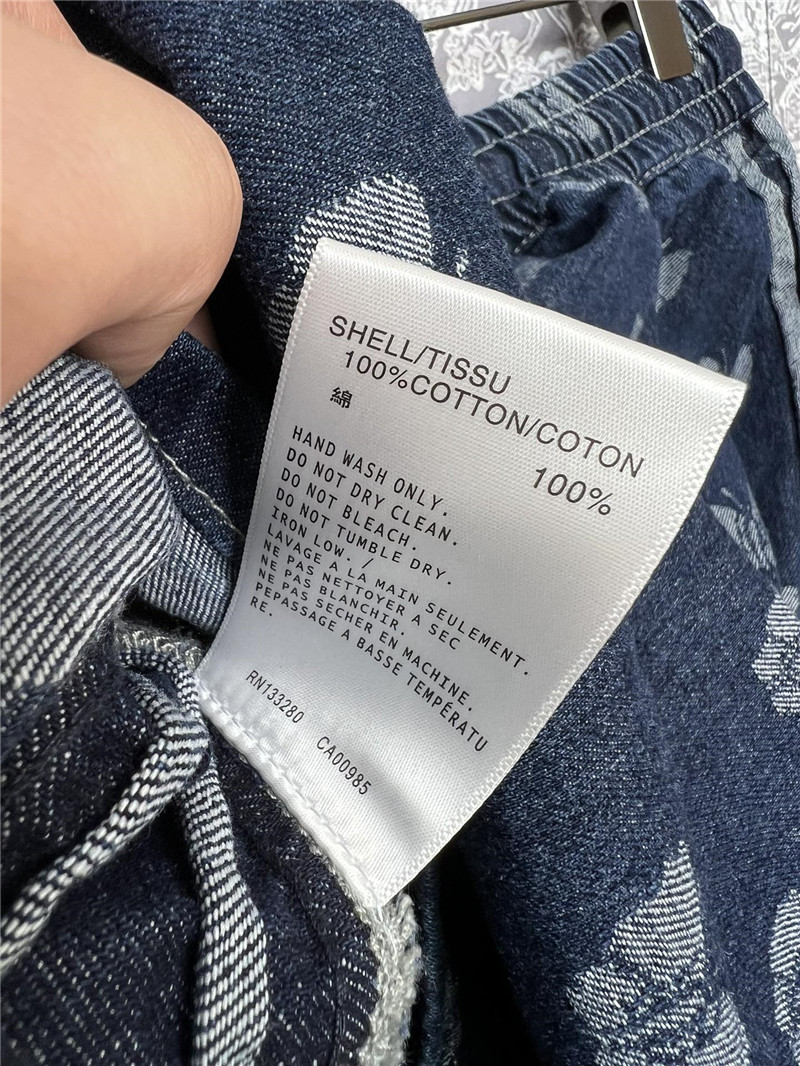 SHELL/TISSU
100%COTTON/COTON
綿
100%
HAND WASH ONLY.
DO NOT DRY CLEAN.
DO NOT BLEACH.
DO NOT TUMBLE DRY.
IRON LOW. /
LAVAGE A LA MAIN SEULEMENT.
NE PAS NETTOYER A SEC
NE PAS BLANCHIR.
NE PAS SECHER EN MACHINE.
PEPASSAGE A BASSE TEMPÉRATU
RE.
RN133280 CA00985